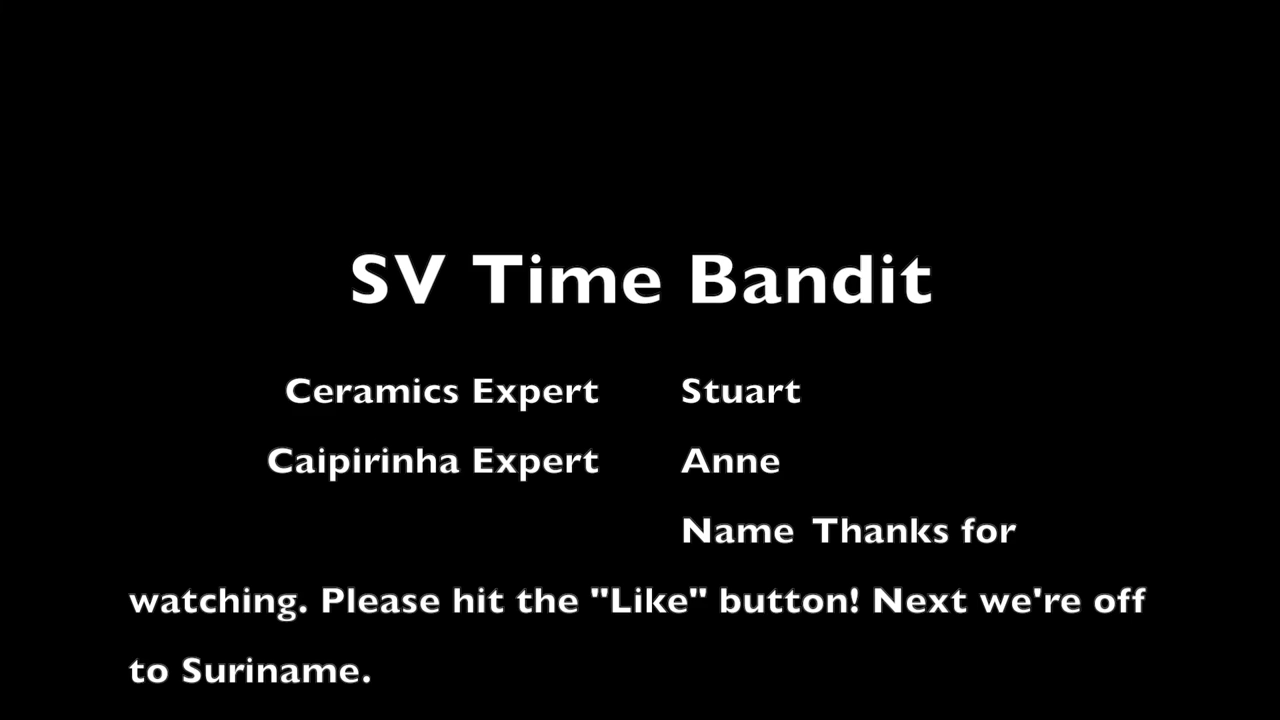 SV Time Bandit
Ceramics Expert Stuart
Caipirinha Expert Anne
Name Thanks for
watching. Please hit the "Like" button! Next we're off
to Suriname.